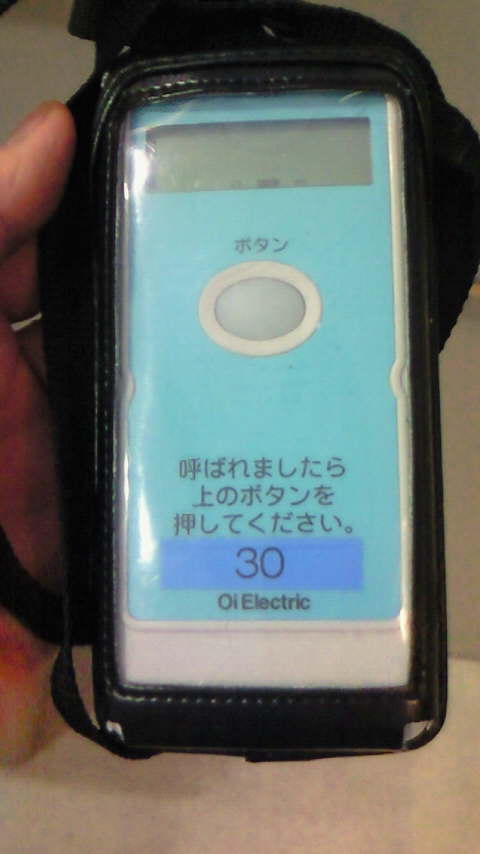 ボタン
呼ばれましたら
上のボタンを
押してください。
30
Oi Electric